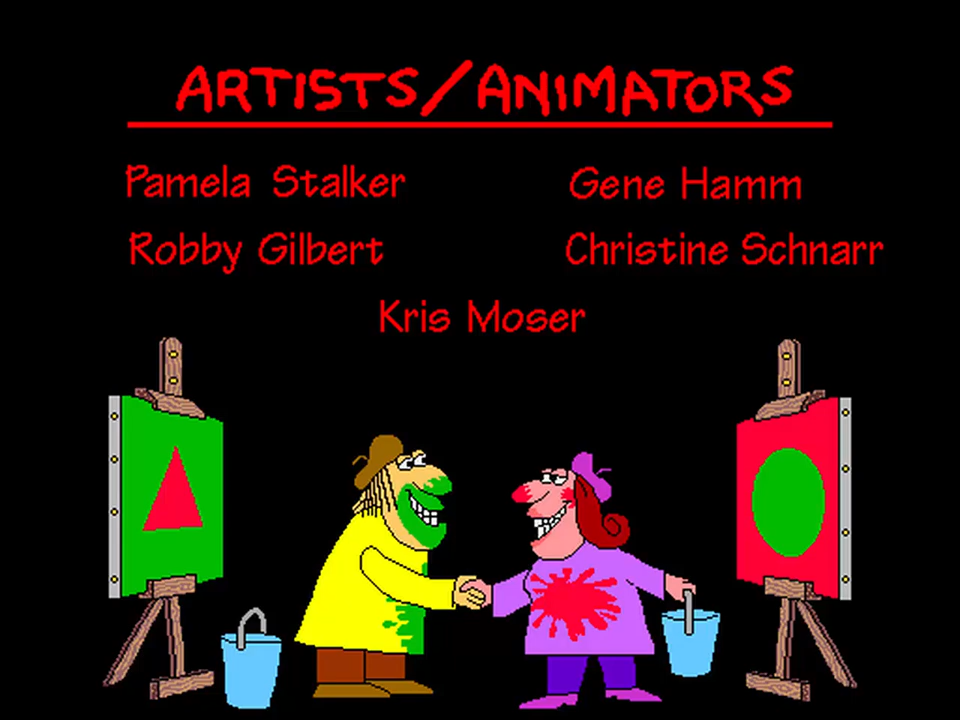 ARTISTS/ANIMATORS
Pamela Stalker Gene Hamm
Robby Gilbert Christine Schnarr
Kris Moser